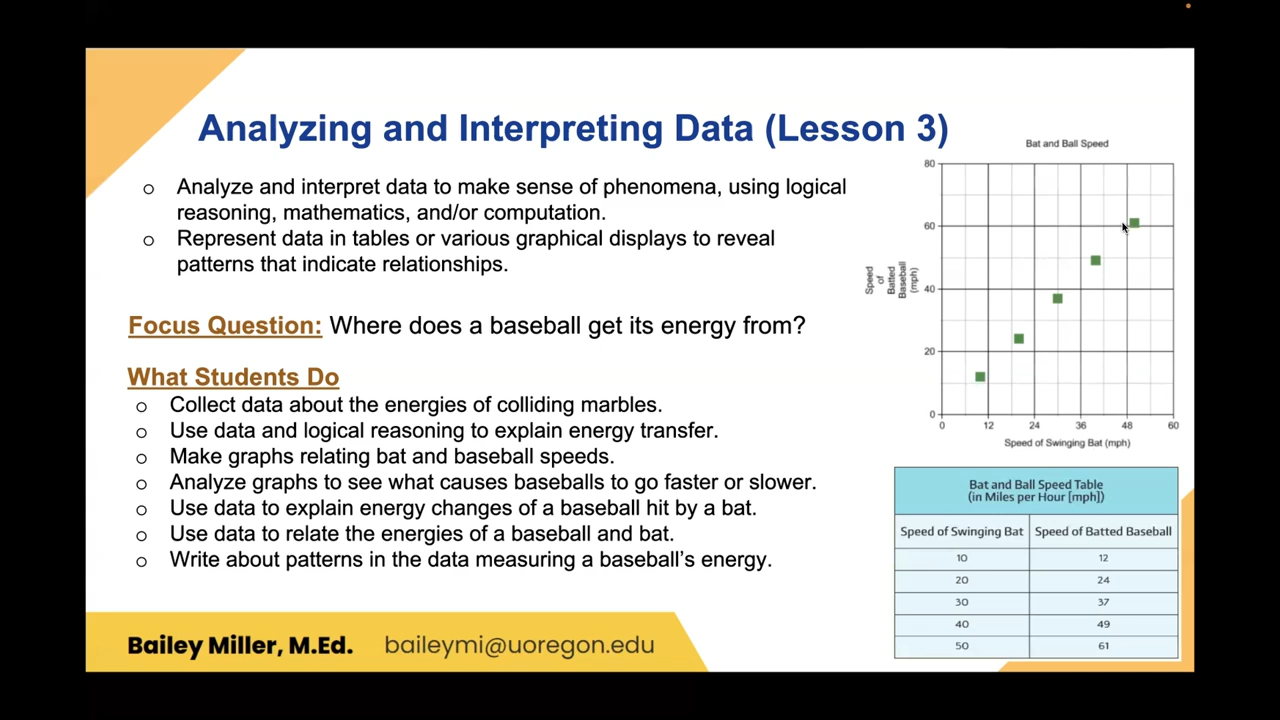 Analyzing and Interpreting Data (Lesson 3)
o Analyze and interpret data to make sense of phenomena, using logical
reasoning, mathematics, and/or computation.
o Represent data in tables or various graphical displays to reveal
patterns that indicate relationships.
Focus Question: Where does a baseball get its energy from?
What Students Do
o Collect data about the energies of colliding marbles.
o Use data and logical reasoning to explain energy transfer.
o Make graphs relating bat and baseball speeds.
o Analyze graphs to see what causes baseballs to go faster or slower.
o Use data to explain energy changes of a baseball hit by a bat.
o Use data to relate the energies of a baseball and bat.
o Write about patterns in the data measuring a baseball’s energy.
Bailey Miller, M.Ed. baileymi@uoregon.edu
Bat and Ball Speed
80
60
40
20
0
Speed
of
Batted
Baseball
(mph)
0 12 24 36 48 60
Speed of Swinging Bat (mph)
Bat and Ball Speed Table
(in Miles per Hour [mph])
Speed of Swinging Bat Speed of Batted Baseball
10 12
20 24
30 37
40 49
50 61